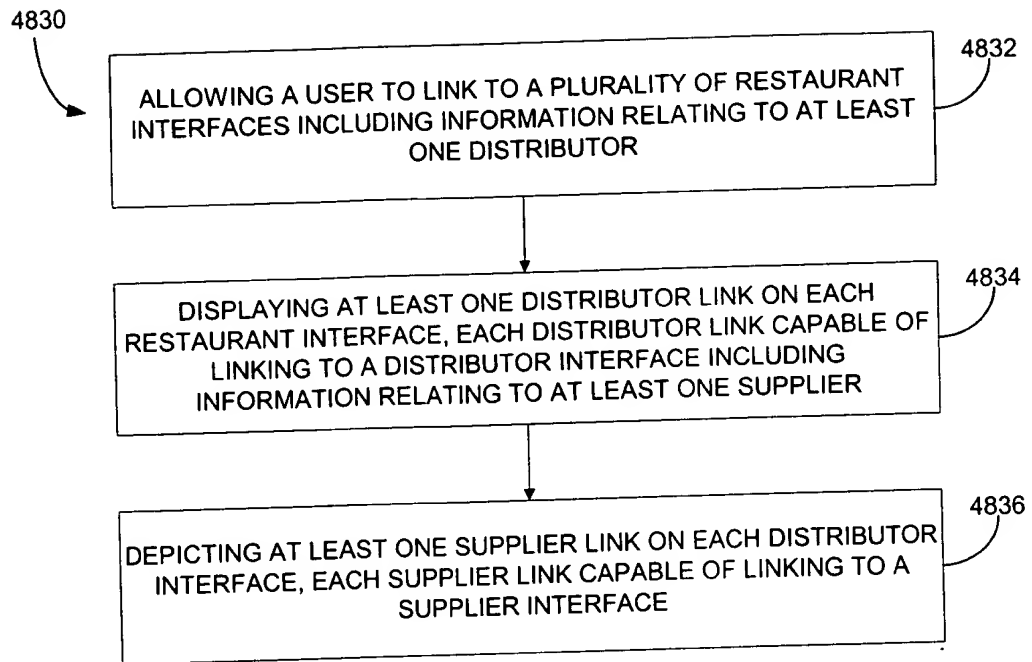 4830
4832
ALLOWING A USER TO LINK TO A PLURALITY OF RESTAURANT
INTERFACES INCLUDING INFORMATION RELATING TO AT LEAST
ONE DISTRIBUTOR
4834
DISPLAYING AT LEAST ONE DISTRIBUTOR LINK ON EACH
RESTAURANT INTERFACE, EACH DISTRIBUTOR LINK CAPABLE OF
LINKING TO A DISTRIBUTOR INTERFACE INCLUDING
INFORMATION RELATING TO AT LEAST ONE SUPPLIER
4836
DEPICTING AT LEAST ONE SUPPLIER LINK ON EACH DISTRIBUTOR
INTERFACE, EACH SUPPLIER LINK CAPABLE OF LINKING TO A
SUPPLIER INTERFACE